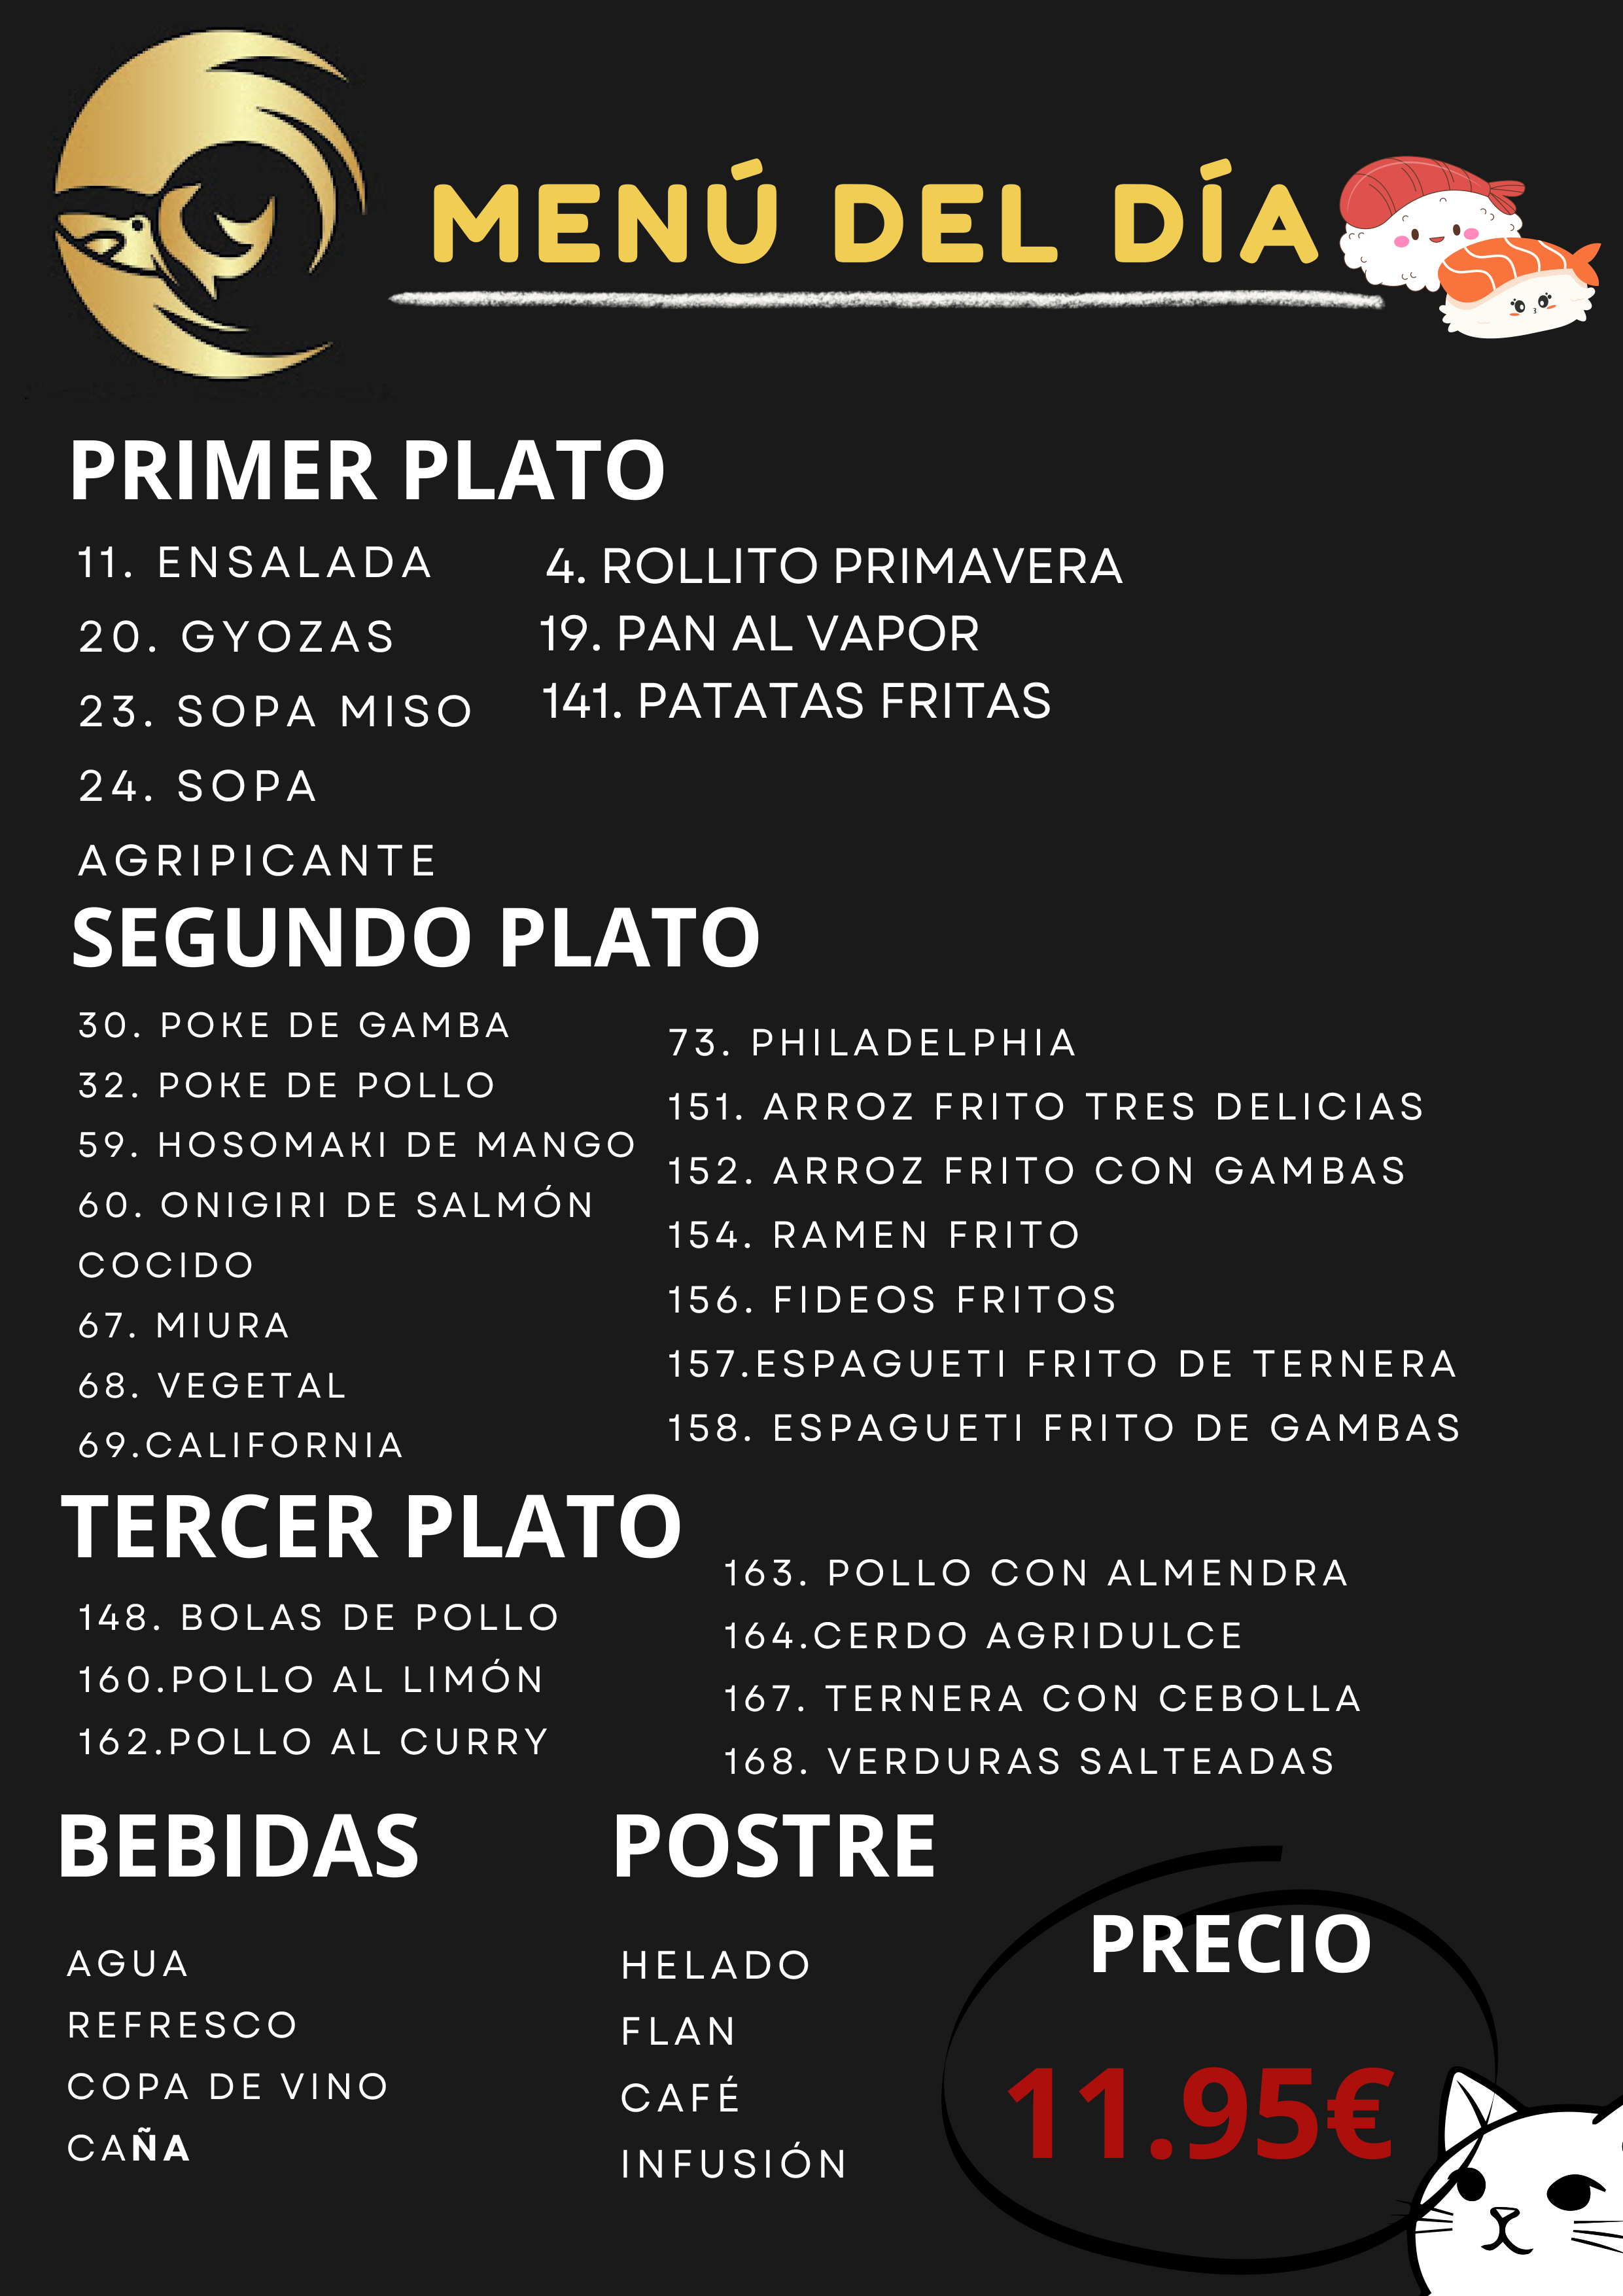 MENÚ DEL DÍA
PRIMER PLATO
11. ENSALADA
20. GYOZAS
23. SOPA MISO
24. SOPA
AGRIPICANTE
4. ROLLITO PRIMAVERA
19. PAN AL VAPOR
141. PATATAS FRITAS
SEGUNDO PLATO
30. POKE DE GAMBA
32. POKE DE POLLO
59. HOSOMAKI DE MANGO
60. ONIGIRI DE SALMÓN
COCIDO
67. MIURA
68. VEGETAL
69.CALIFORNIA
73. PHILADELPHIA
151. ARROZ FRITO TRES DELICIAS
152. ARROZ FRITO CON GAMBAS
154. RAMEN FRITO
156. FIDEOS FRITOS
157.ESPAGUETI FRITO DE TERNERA
158. ESPAGUETI FRITO DE GAMBAS
TERCER PLATO
148. BOLAS DE POLLO
160.POLLO AL LIMÓN
162.POLLO AL CURRY
163. POLLO CON ALMENDRA
164.CERDO AGRIDULCE
167. TERNERA CON CEBOLLA
168. VERDURAS SALTEADAS
BEBIDAS
AGUA
REFRESCO
COPA DE VINO
CAÑA
POSTRE
HELADO
FLAN
CAFÉ
INFUSIÓN
PRECIO
11.95€